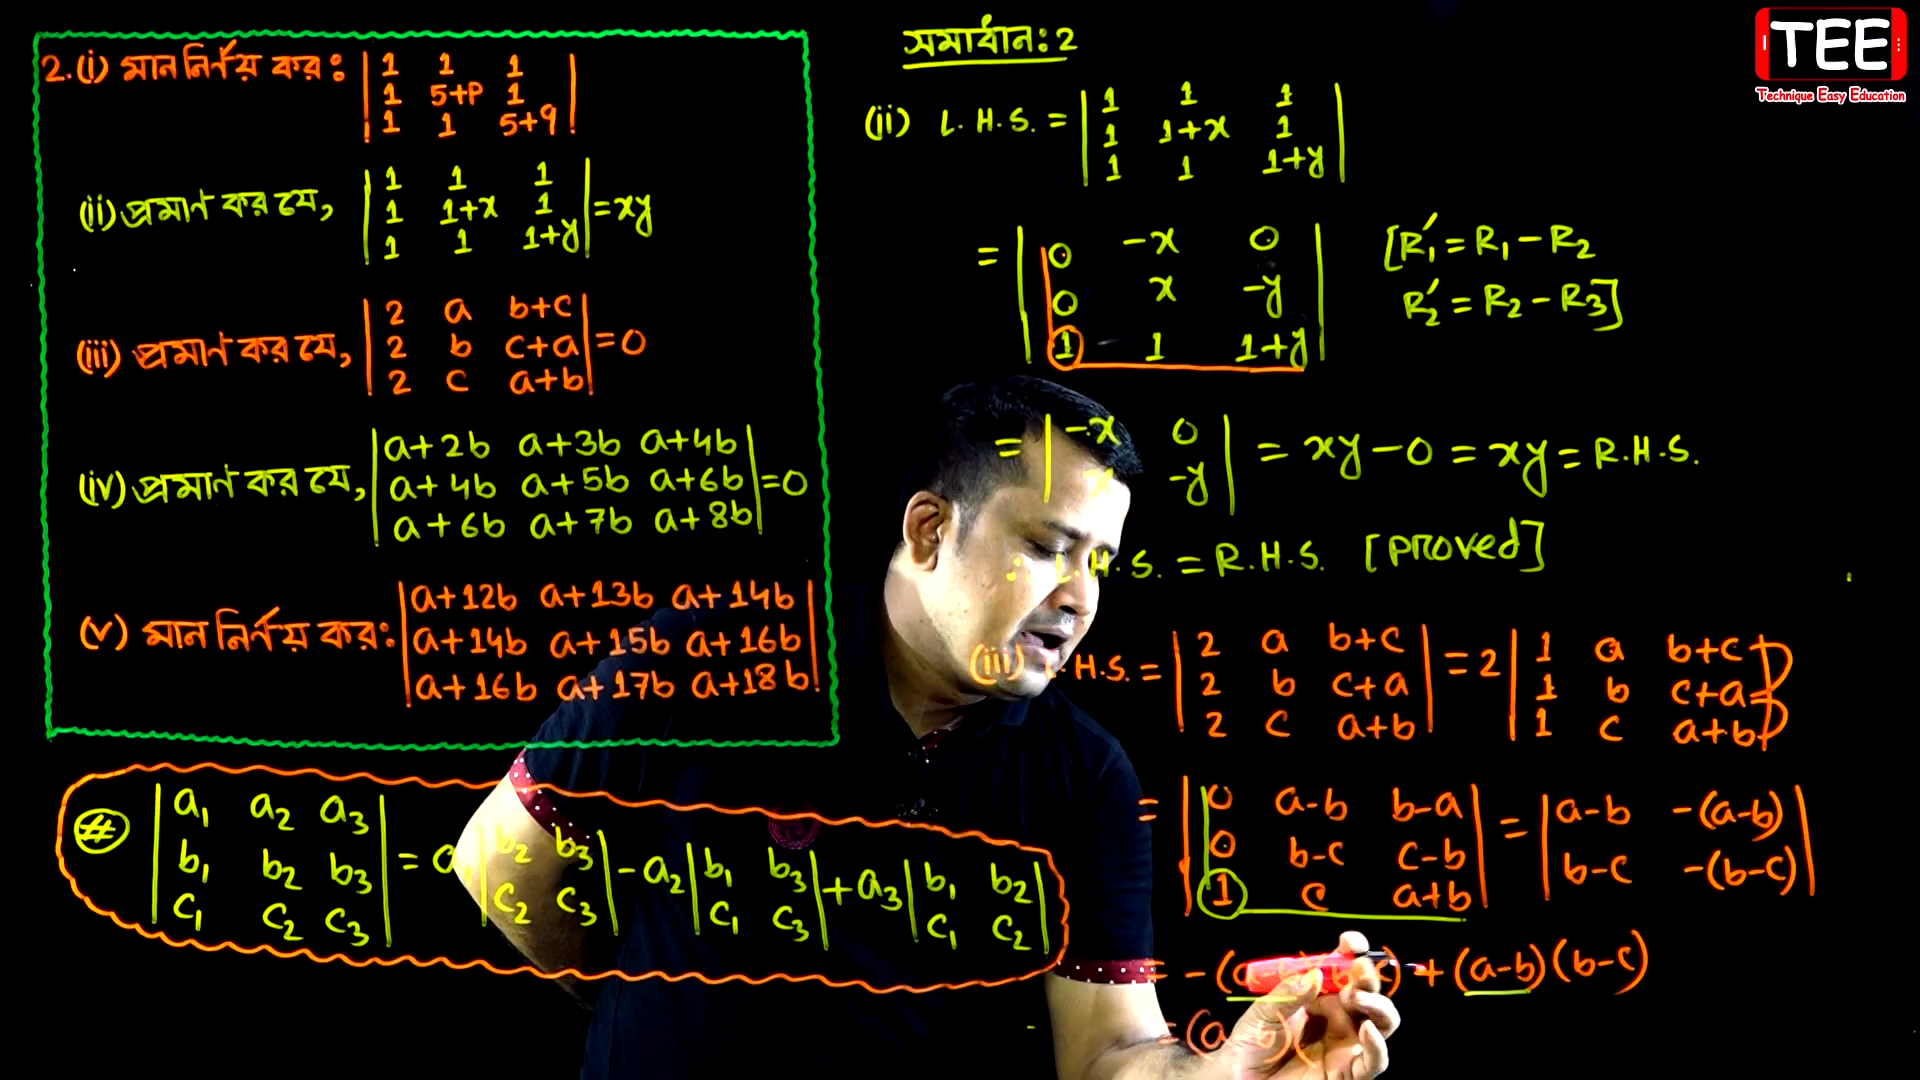 TEE
Technique Easy Education
2.(i) মান নির্ণয় কর: | 1 1 1 |
| 1 5+P 1 |
| 1 1 5+q |
(ii) প্রমাণ কর যে, | 1 1 1 |
| 1 1+x 1 | = xy
| 1 1 1+y |
(iii) প্রমাণ কর যে, | 2 a b+c |
| 2 b c+a | = 0
| 2 c a+b |
(iv) প্রমাণ কর যে, | a+2b a+3b a+4b |
| a+4b a+5b a+6b | = 0
| a+6b a+7b a+8b |
(v) মান নির্ণয় কর: | a+12b a+13b a+14b |
| a+14b a+15b a+16b |
| a+16b a+17b a+18b |
# | a₁ a₂ a₃ |
| b₁ b₂ b₃ | = a₁ | b₂ b₃ | - a₂ | b₁ b₃ | + a₃ | b₁ b₂ |
| c₁ c₂ c₃ | | c₂ c₃ | | c₁ c₃ | | c₁ c₂ |
সমাধান: 2
(ii) L.H.S. = | 1 1 1 |
| 1 1+x 1 |
| 1 1 1+y |
= | 0 -x 0 | [R₁′ = R₁ - R₂
| 0 x -y | R₂′ = R₂ - R₃]
| 1 1 1+y |
= | -x 0 | = xy - 0 = xy = R.H.S.
| x -y |
∴ L.H.S. = R.H.S. [proved]
(iii) L.H.S. = | 2 a b+c | = 2 | 1 a b+c |
| 2 b c+a | | 1 b c+a |
| 2 c a+b | | 1 c a+b |
= | 0 a-b b-a | = | a-b -(a-b) |
| 0 b-c c-b | | b-c -(b-c) |
| 1 c a+b |
= -(a-b)(b-c) + (a-b)(b-c)
= (a-b)(